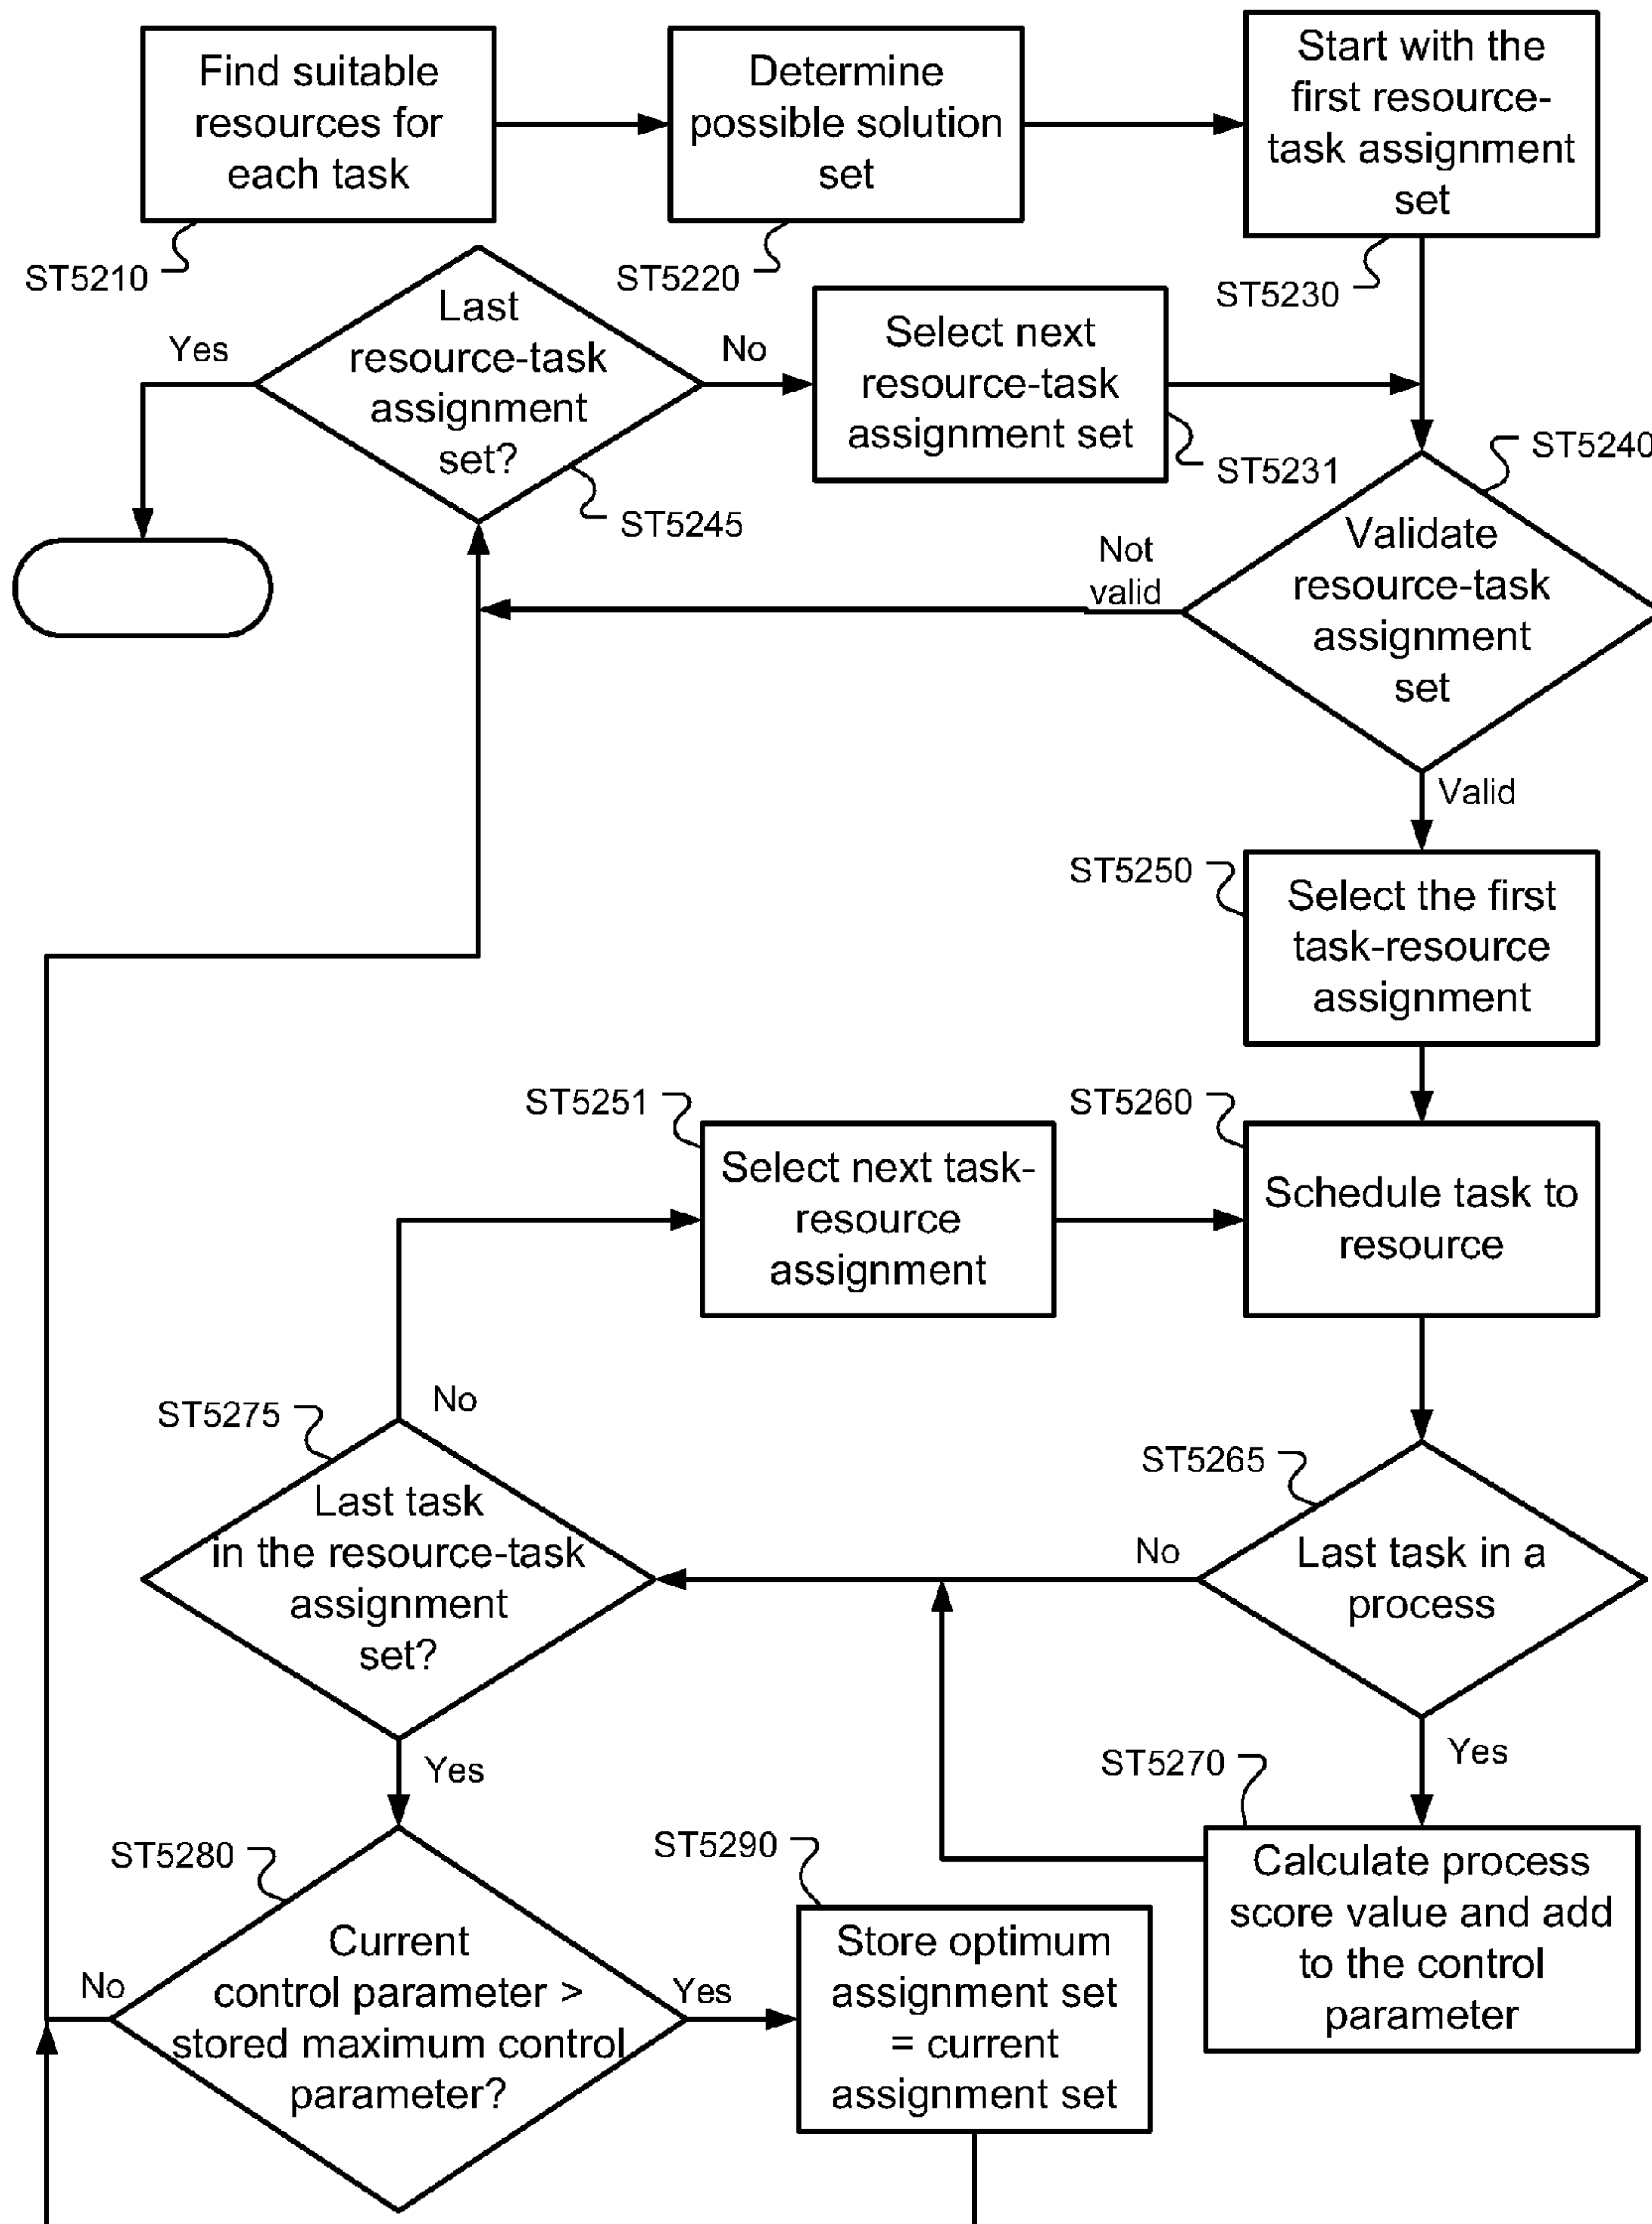 Find suitable
resources for
each task
Determine
possible solution
set
Start with the
first resource-
task assignment
set
ST5210
ST5220
ST5230
Last
resource-task
assignment
set?
Yes
No
Select next
resource-task
assignment set
ST5231
ST5240
ST5245
Not
valid
Validate
resource-task
assignment
set
Valid
ST5250
Select the first
task-resource
assignment
ST5251
ST5260
Select next task-
resource
assignment
Schedule task to
resource
No
ST5275
ST5265
Last task
in the resource-task
assignment
set?
No
Last task in a
process
Yes
Yes
ST5270
ST5280
ST5290
Calculate process
score value and add
to the control
parameter
Current
control parameter >
stored maximum control
parameter?
No
Yes
Store optimum
assignment set
= current
assignment set